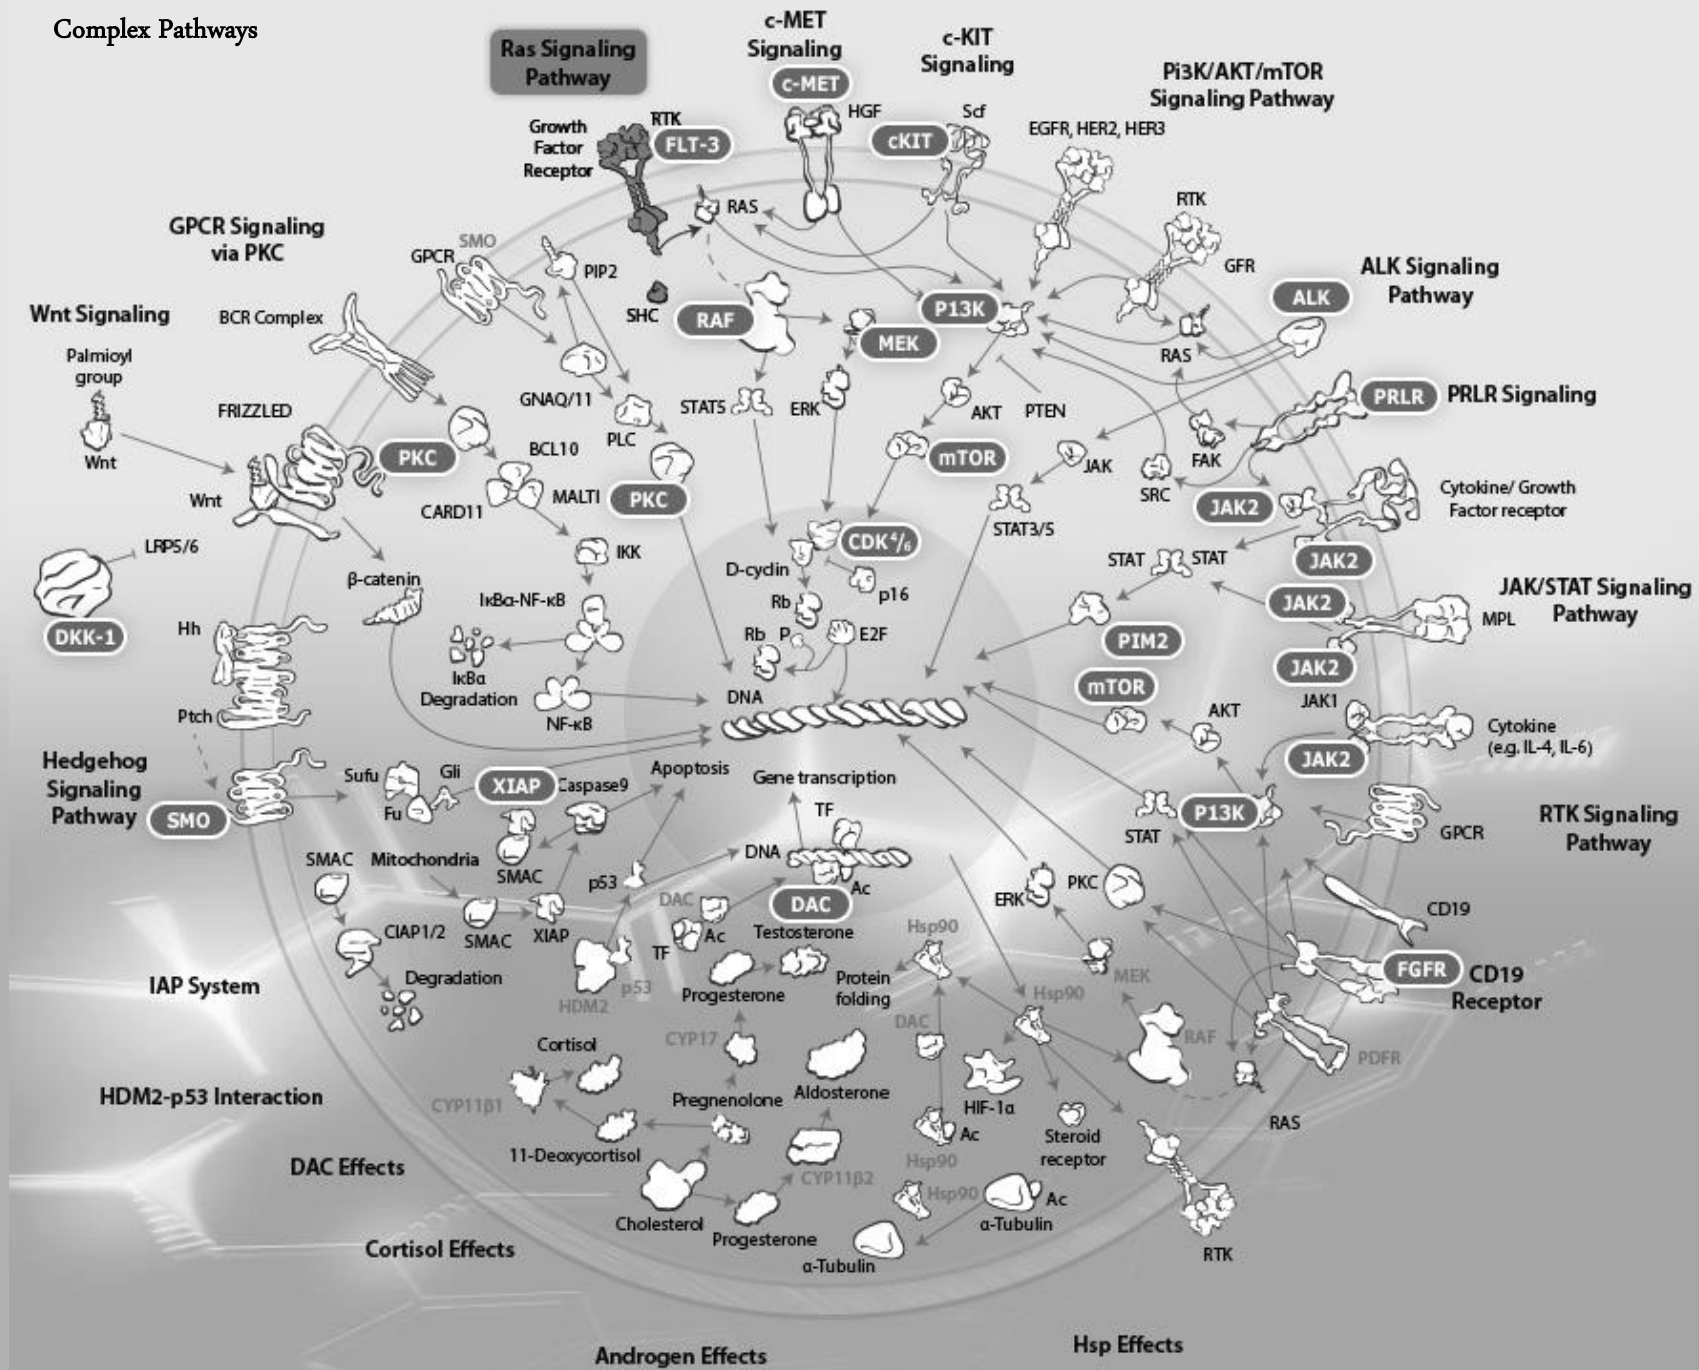 Complex Pathways
Ras Signaling
Pathway
c-MET
Signaling
c-MET
HGF
c-KIT
Signaling
cKIT
Scf
Pi3K/AKT/mTOR
Signaling Pathway
EGFR, HER2, HER3
RTK
GFR
RTK
FLT-3
Growth
Factor
Receptor
RAS
SHC
GPCR Signaling
via PKC
SMO
GPCR
PIP2
RAF
MEK
P13K
RAS
ALK Signaling
Pathway
ALK
Wnt Signaling
BCR Complex
Palmioyl
group
Wnt
FRIZZLED
Wnt
GNAQ/11
PLC
PKC
PKC
BCL10
MALTI
CARD11
STAT5
ERK
AKT
PTEN
mTOR
JAK
SRC
FAK
PRLR
PRLR Signaling
JAK2
Cytokine/ Growth
Factor receptor
STAT3/5
LRP5/6
DKK-1
β-catenin
IKK
IκBα-NF-κB
IκBα
Degradation
NF-κB
D-cyclin
CDK⁴/₆
p16
Rb
Rb
P
E2F
DNA
STAT
STAT
JAK2
JAK2
JAK2
JAK/STAT Signaling
Pathway
MPL
PIM2
mTOR
AKT
JAK1
JAK2
Cytokine
(e.g. IL-4, IL-6)
Hh
Ptch
Hedgehog
Signaling
Pathway
SMO
Sufu
Fu
Gli
XIAP
Caspase9
Apoptosis
Gene transcription
TF
DNA
Ac
DAC
STAT
P13K
GPCR
RTK Signaling
Pathway
SMAC
Mitochondria
SMAC
p53
CIAP1/2
SMAC
XIAP
Degradation
IAP System
DAC
Ac
TF
HDM2
p53
Testosterone
Progesterone
Protein
folding
Hsp90
ERK
PKC
CD19
FGFR
CD19
Receptor
MEK
Hsp90
RAF
PDFR
RAS
CYP17
DAC
Cortisol
CYP11β1
Pregnenolone
Aldosterone
HDM2-p53 Interaction
11-Deoxycortisol
HIF-1α
Steroid
receptor
Ac
Hsp90
DAC Effects
CYP11β2
Cholesterol
Progesterone
Hsp90
Ac
α-Tubulin
α-Tubulin
RTK
Cortisol Effects
Androgen Effects
Hsp Effects